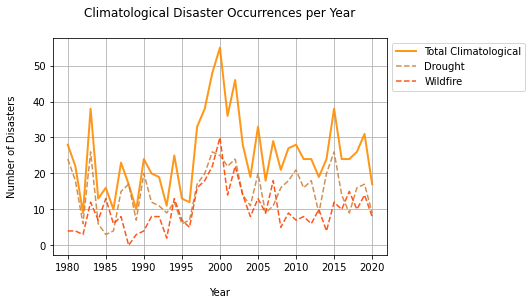 Climatological Disaster Occurrences per Year
Total Climatological
Drought
Wildfire
Number of Disasters
50
40
30
20
10
0
1980 1985 1990 1995 2000 2005 2010 2015 2020
Year